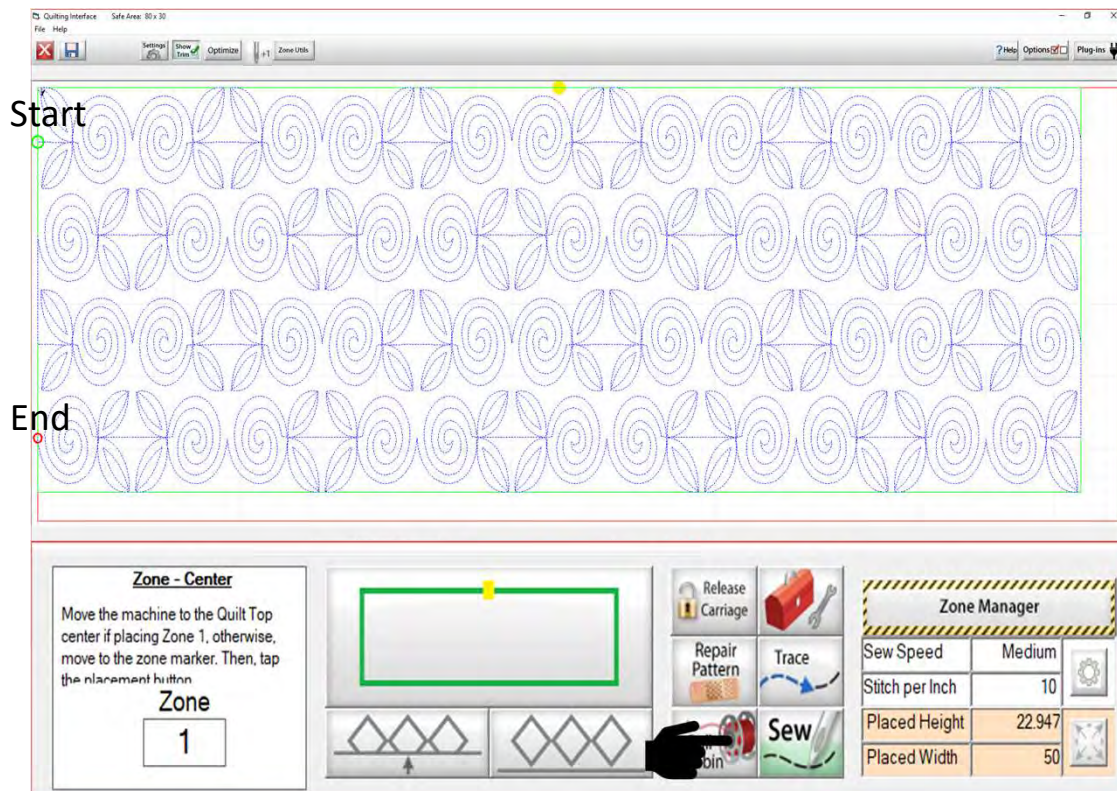 Quilting Interface Safe Area: 80 x 30
File Help
Settings
Show
Trim
Optimize
+1
Zone Utils
?Help
Options
Plug-ins
Start
Y
End
Zone - Center
Move the machine to the Quilt Top
center if placing Zone 1, otherwise,
move to the zone marker. Then, tap
the placement button
Zone
1
Release
Carriage
Repair
Pattern
Trace
Sew
Zone Manager
Sew Speed Medium
Stitch per Inch 10
Placed Height 22.947
Placed Width 50